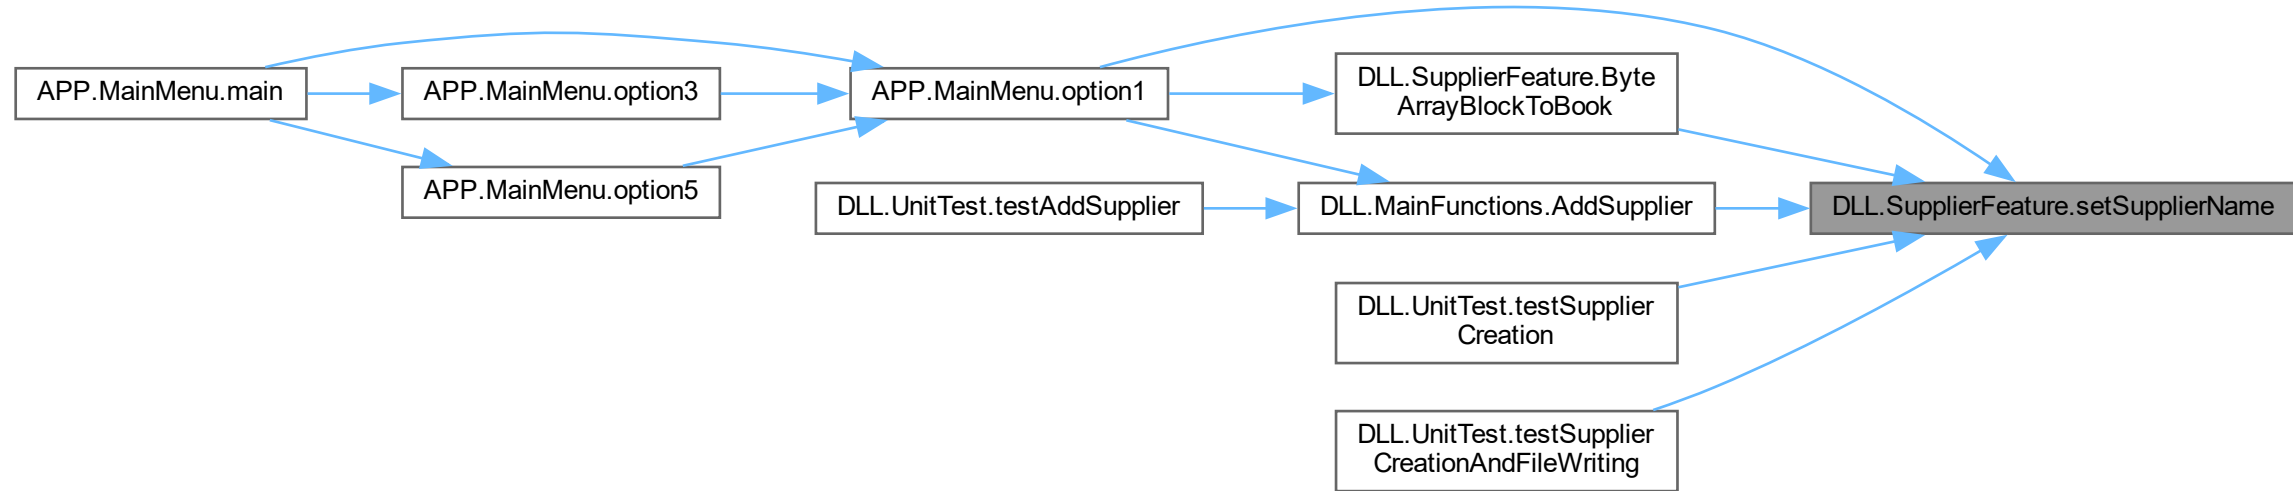 APP.MainMenu.main
APP.MainMenu.option3
APP.MainMenu.option5
APP.MainMenu.option1
DLL.UnitTest.testAddSupplier
DLL.SupplierFeature.Byte
ArrayBlockToBook
DLL.MainFunctions.AddSupplier
DLL.UnitTest.testSupplier
Creation
DLL.UnitTest.testSupplier
CreationAndFileWriting
DLL.SupplierFeature.setSupplierName